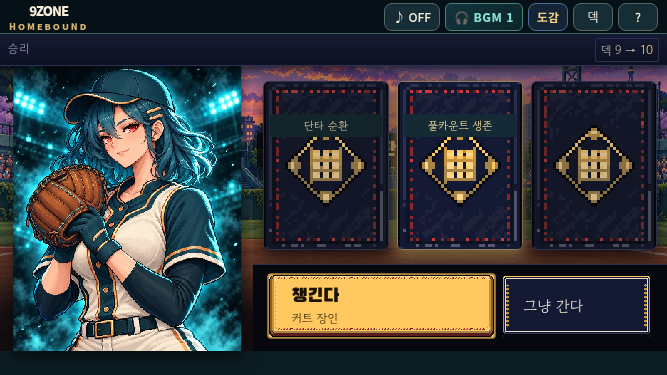 9ZONE
HOMEBOUND
♪ OFF
🎧 BGM 1
도감
덱
?
승리
덱 9 → 10
단타 순환
풀카운트 생존
챙긴다
커트 장인
그냥 간다